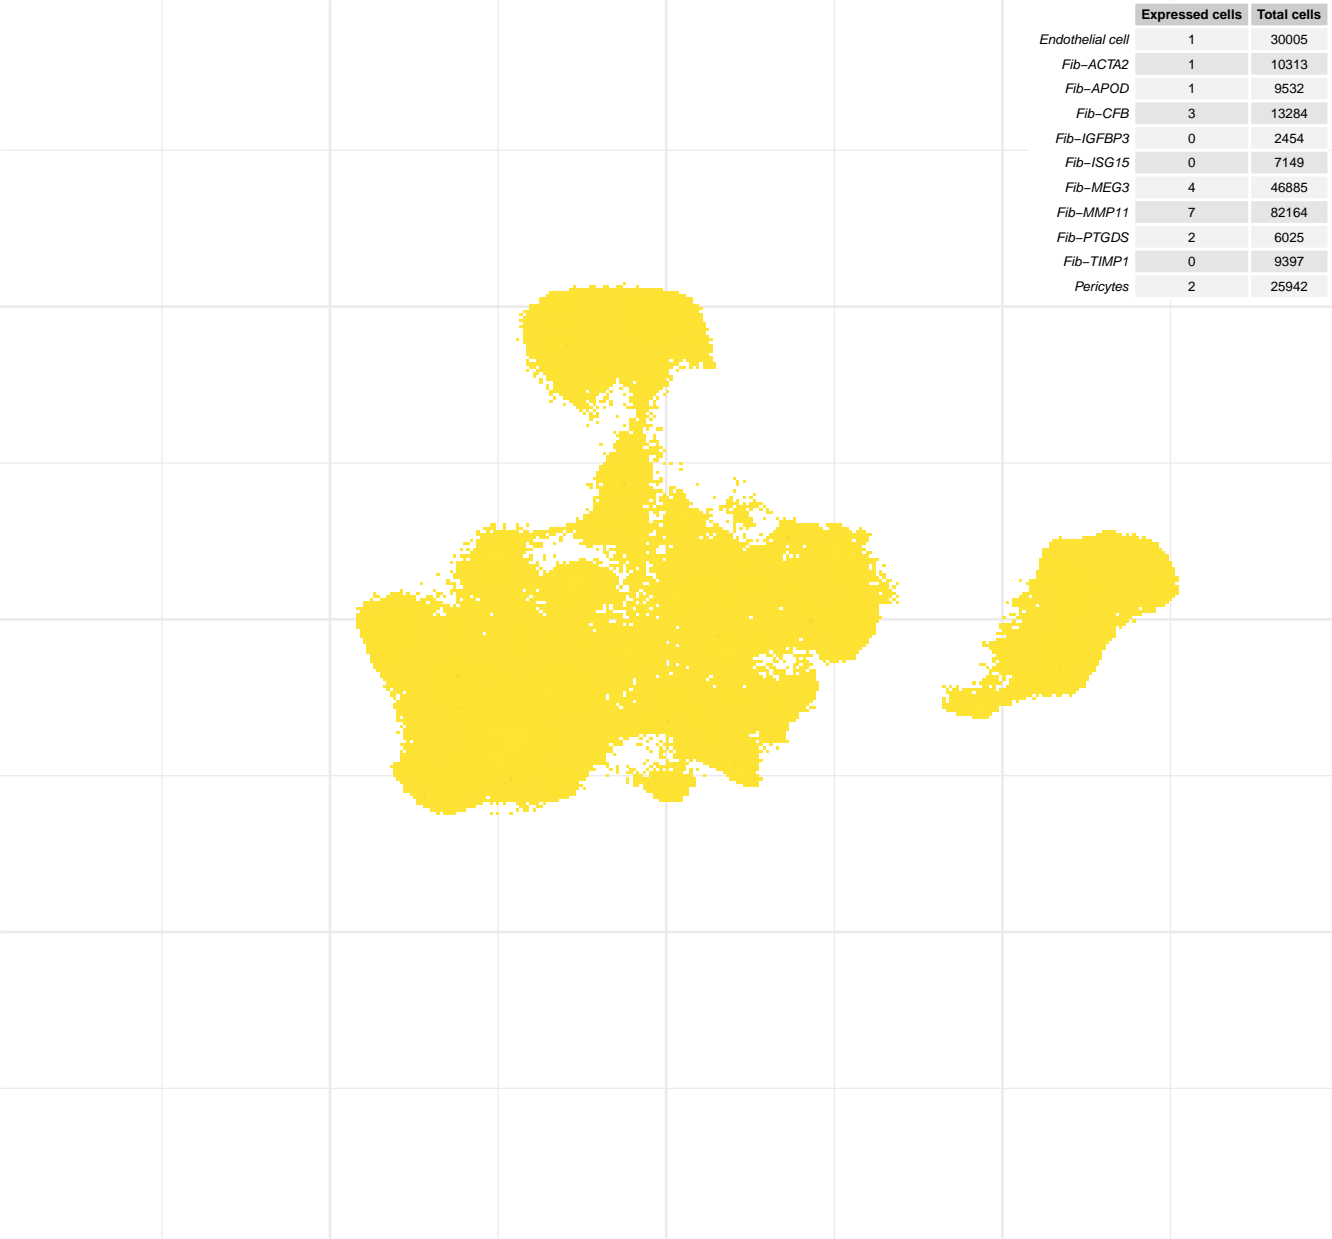 Expressed cells Total cells
Endothelial cell 1 30005
Fib−ACTA2 1 10313
Fib−APOD 1 9532
Fib−CFB 3 13284
Fib−IGFBP3 0 2454
Fib−ISG15 0 7149
Fib−MEG3 4 46885
Fib−MMP11 7 82164
Fib−PTGDS 2 6025
Fib−TIMP1 0 9397
Pericytes 2 25942